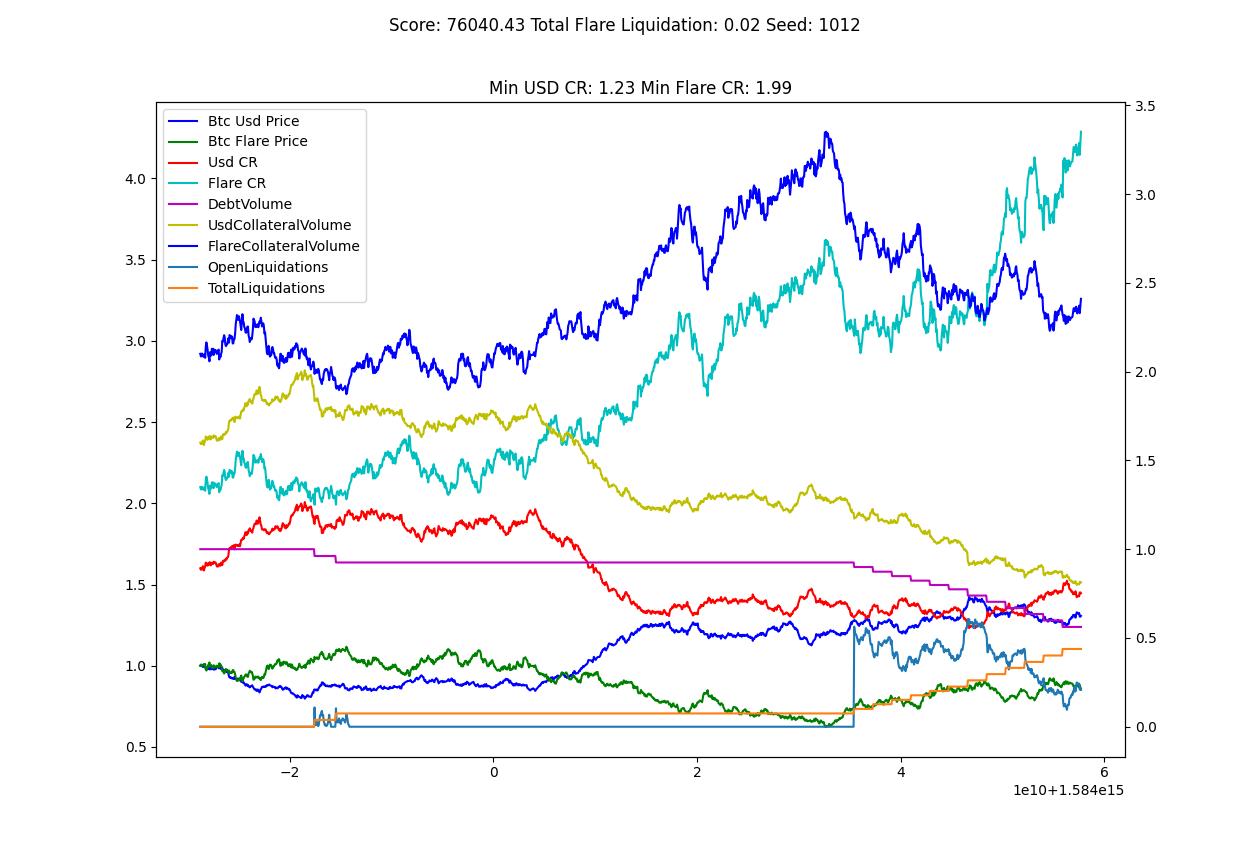 Score: 76040.43 Total Flare Liquidation: 0.02 Seed: 1012
Min USD CR: 1.23 Min Flare CR: 1.99
Btc Usd Price
Btc Flare Price
Usd CR
Flare CR
DebtVolume
UsdCollateralVolume
FlareCollateralVolume
OpenLiquidations
TotalLiquidations
4.0
3.5
3.0
2.5
2.0
1.5
1.0
0.5
3.5
3.0
2.5
2.0
1.5
1.0
0.5
0.0
−2 0 2 4 6
1e10+1.584e15